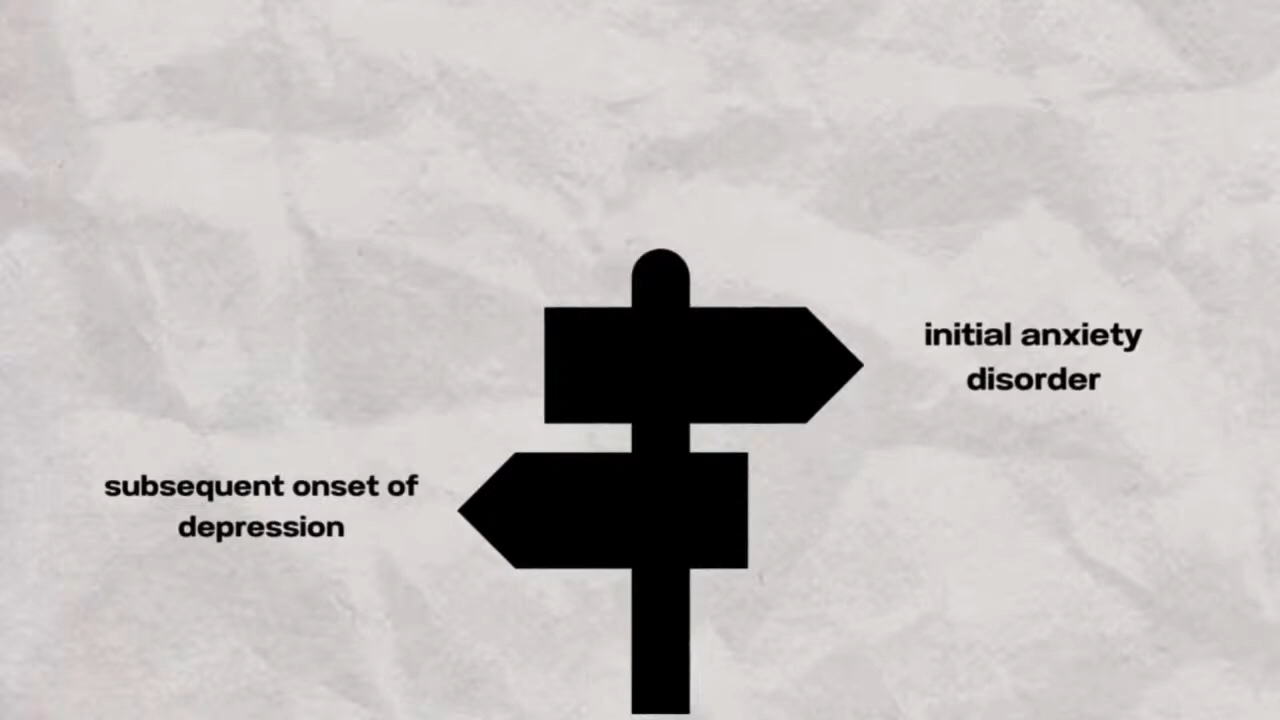 initial anxiety
disorder
subsequent onset of
depression